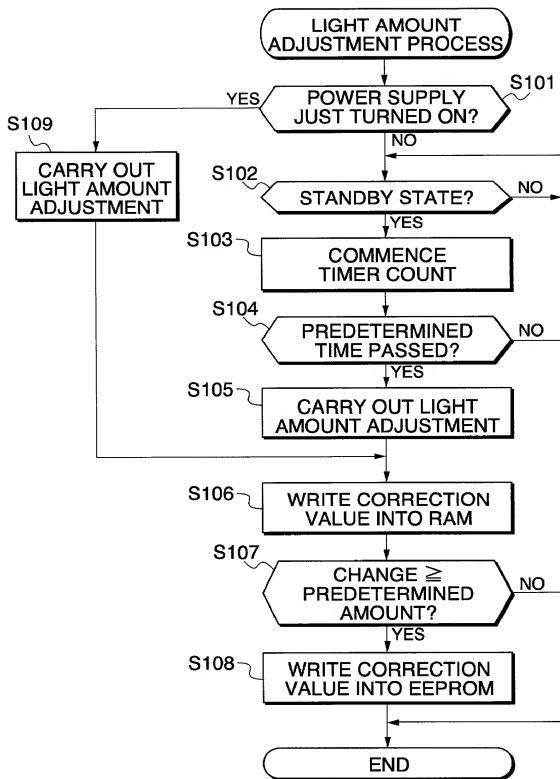 LIGHT AMOUNT
ADJUSTMENT PROCESS
S101
POWER SUPPLY
JUST TURNED ON?
YES
NO
S109
CARRY OUT
LIGHT AMOUNT
ADJUSTMENT
S102
STANDBY STATE?
NO
YES
S103
COMMENCE
TIMER COUNT
S104
PREDETERMINED
TIME PASSED?
NO
YES
S105
CARRY OUT LIGHT
AMOUNT ADJUSTMENT
S106
WRITE CORRECTION
VALUE INTO RAM
S107
CHANGE ≧
PREDETERMINED
AMOUNT?
NO
YES
S108
WRITE CORRECTION
VALUE INTO EEPROM
END